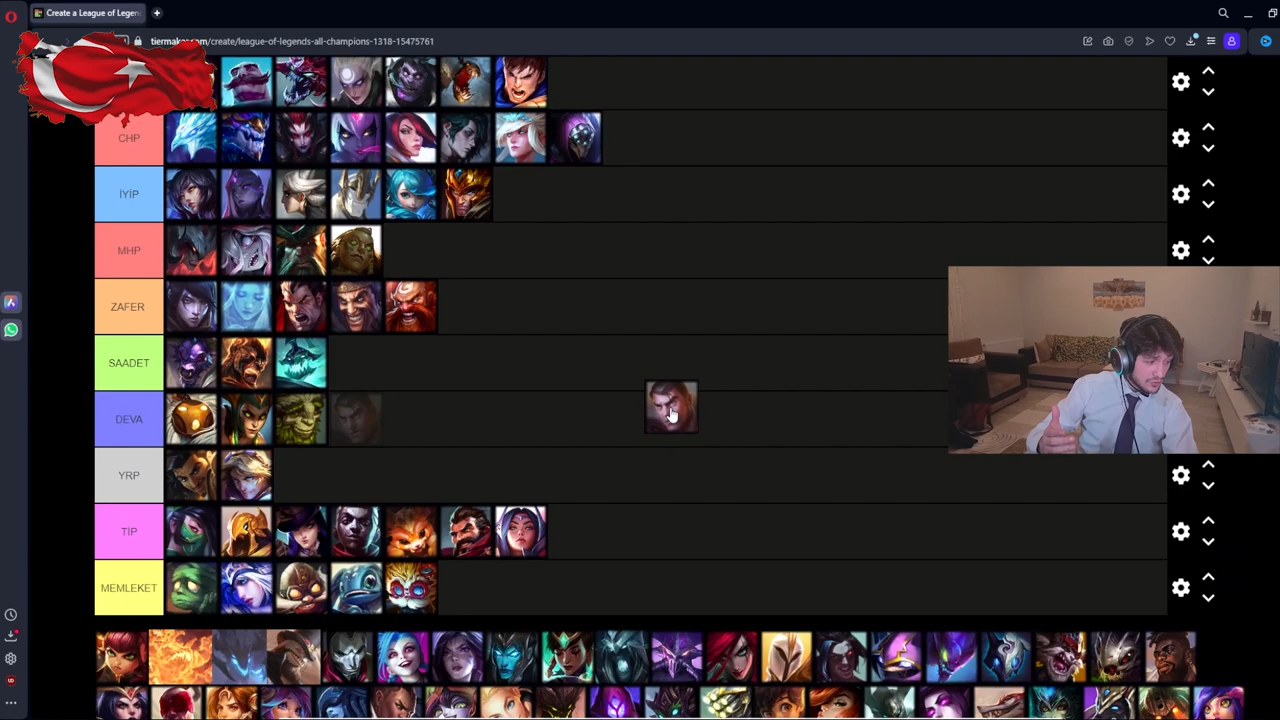 Create a League of Legen
tiermaker.com/create/league-of-legends-all-champions-1318-15475761
CHP
İYİP
MHP
ZAFER
SAADET
DEVA
YRP
TİP
MEMLEKET